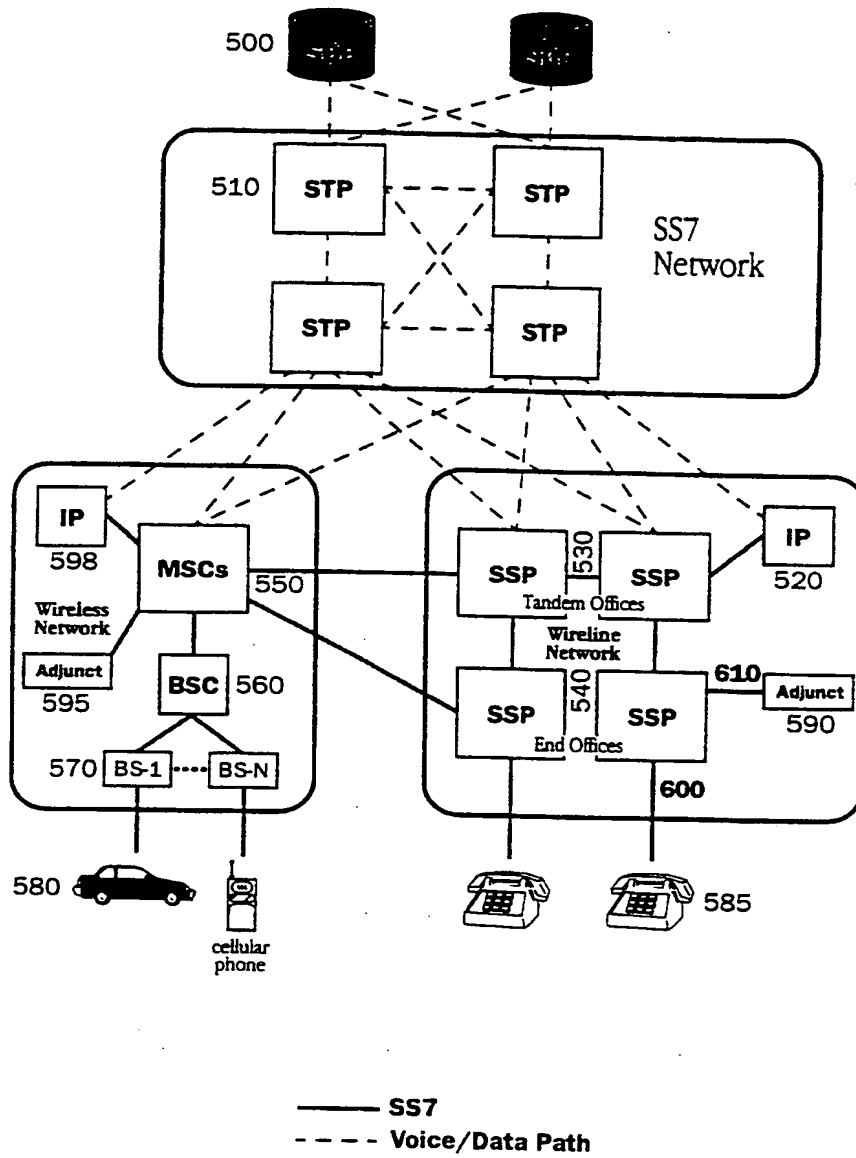 500
STP
STP
510
SS7
Network
STP
STP
IP
598
MSCs
550
Wireless
Network
Adjunct
595
BSC
560
570
BS-1
BS-N
580
cellular
phone
SSP
530
SSP
IP
520
Tandem Offices
Wireline
Network
540
610
SSP
SSP
Adjunct
590
End Offices
600
585
SS7
Voice/Data Path